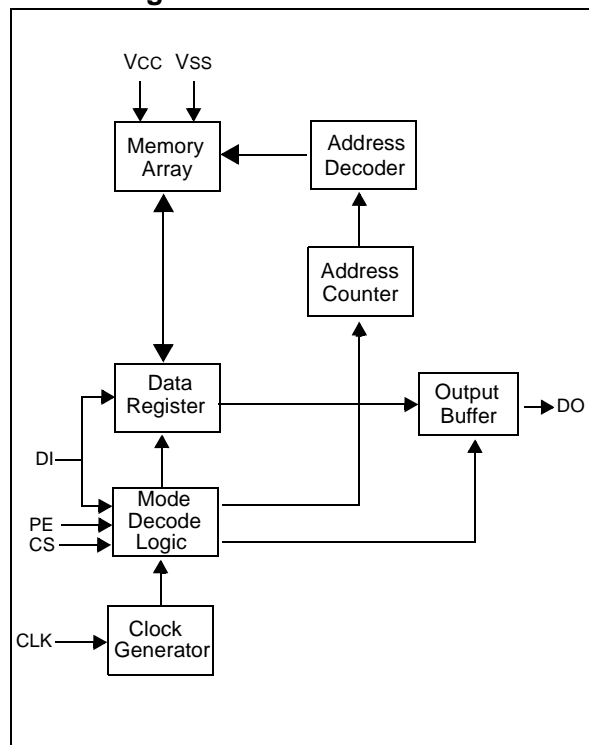 VCC VSS
Memory
Array
Address
Decoder
Address
Counter
Data
Register
Output
Buffer
DO
DI
Mode
Decode
Logic
PE
CS
Clock
Generator
CLK